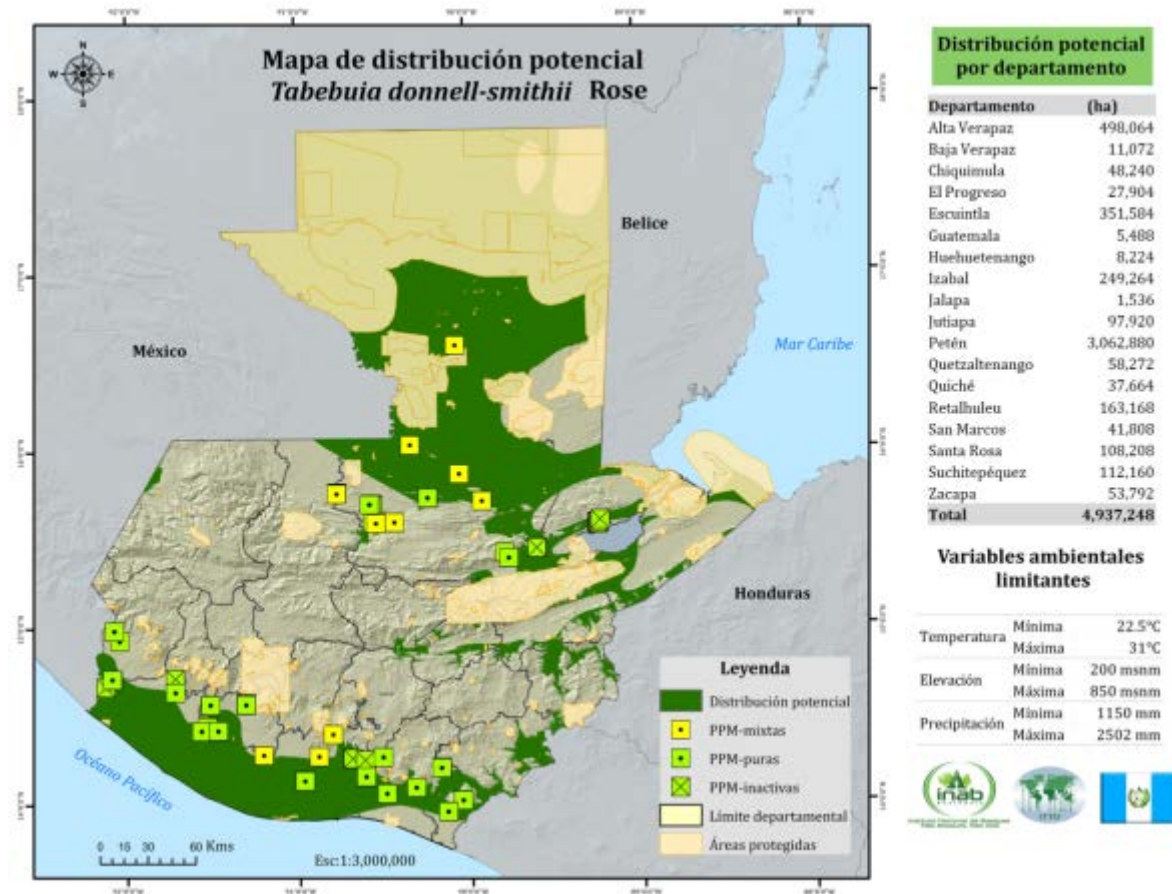 Mapa de distribución potencial
Tabebuia donnell-smithii Rose
N
W E
S
Belice
México
Mar Caribe
Honduras
Océano Pacífico
Leyenda
Distribución potencial
PPM-mixtas
PPM-puras
PPM-inactivas
Límite departamental
Áreas protegidas
0 15 30 60 Kms
Esc:1:3,000,000
Distribución potencial
por departamento
Departamento (ha)
Alta Verapaz 498,064
Baja Verapaz 11,072
Chiquimula 48,240
El Progreso 27,904
Escuintla 351,584
Guatemala 5,488
Huehuetenango 8,224
Izabal 249,264
Jalapa 1,536
Jutiapa 97,920
Petén 3,062,880
Quetzaltenango 58,272
Quiché 37,664
Retalhuleu 163,168
San Marcos 41,808
Santa Rosa 108,208
Suchitepéquez 112,160
Zacapa 53,792
Total 4,937,248
Variables ambientales
limitantes
Temperatura Mínima 22.5°C
Máxima 31°C
Elevación Mínima 200 msnm
Máxima 850 msnm
Precipitación Mínima 1150 mm
Máxima 2502 mm
inab
ITTO